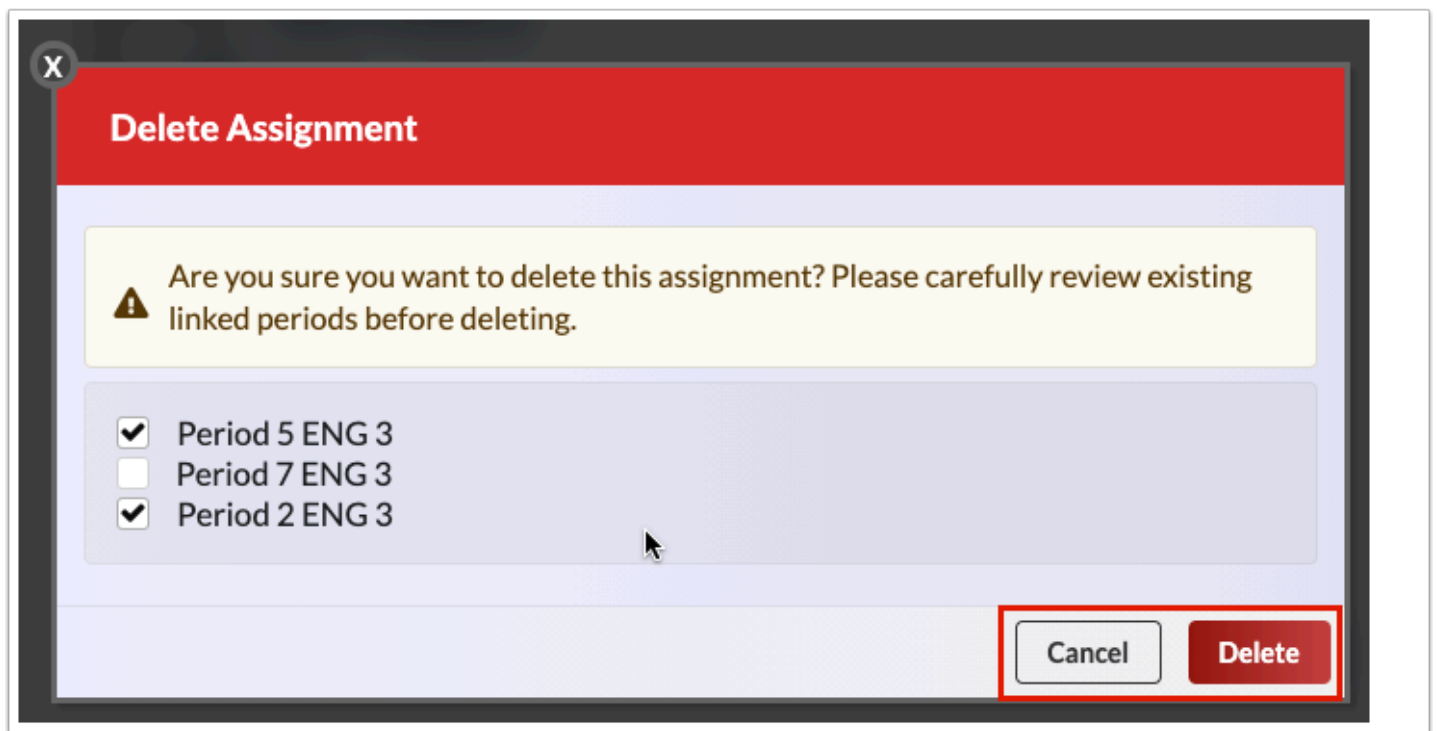 X
Delete Assignment
Are you sure you want to delete this assignment? Please carefully review existing
linked periods before deleting.
Period 5 ENG 3
Period 7 ENG 3
Period 2 ENG 3
Cancel Delete